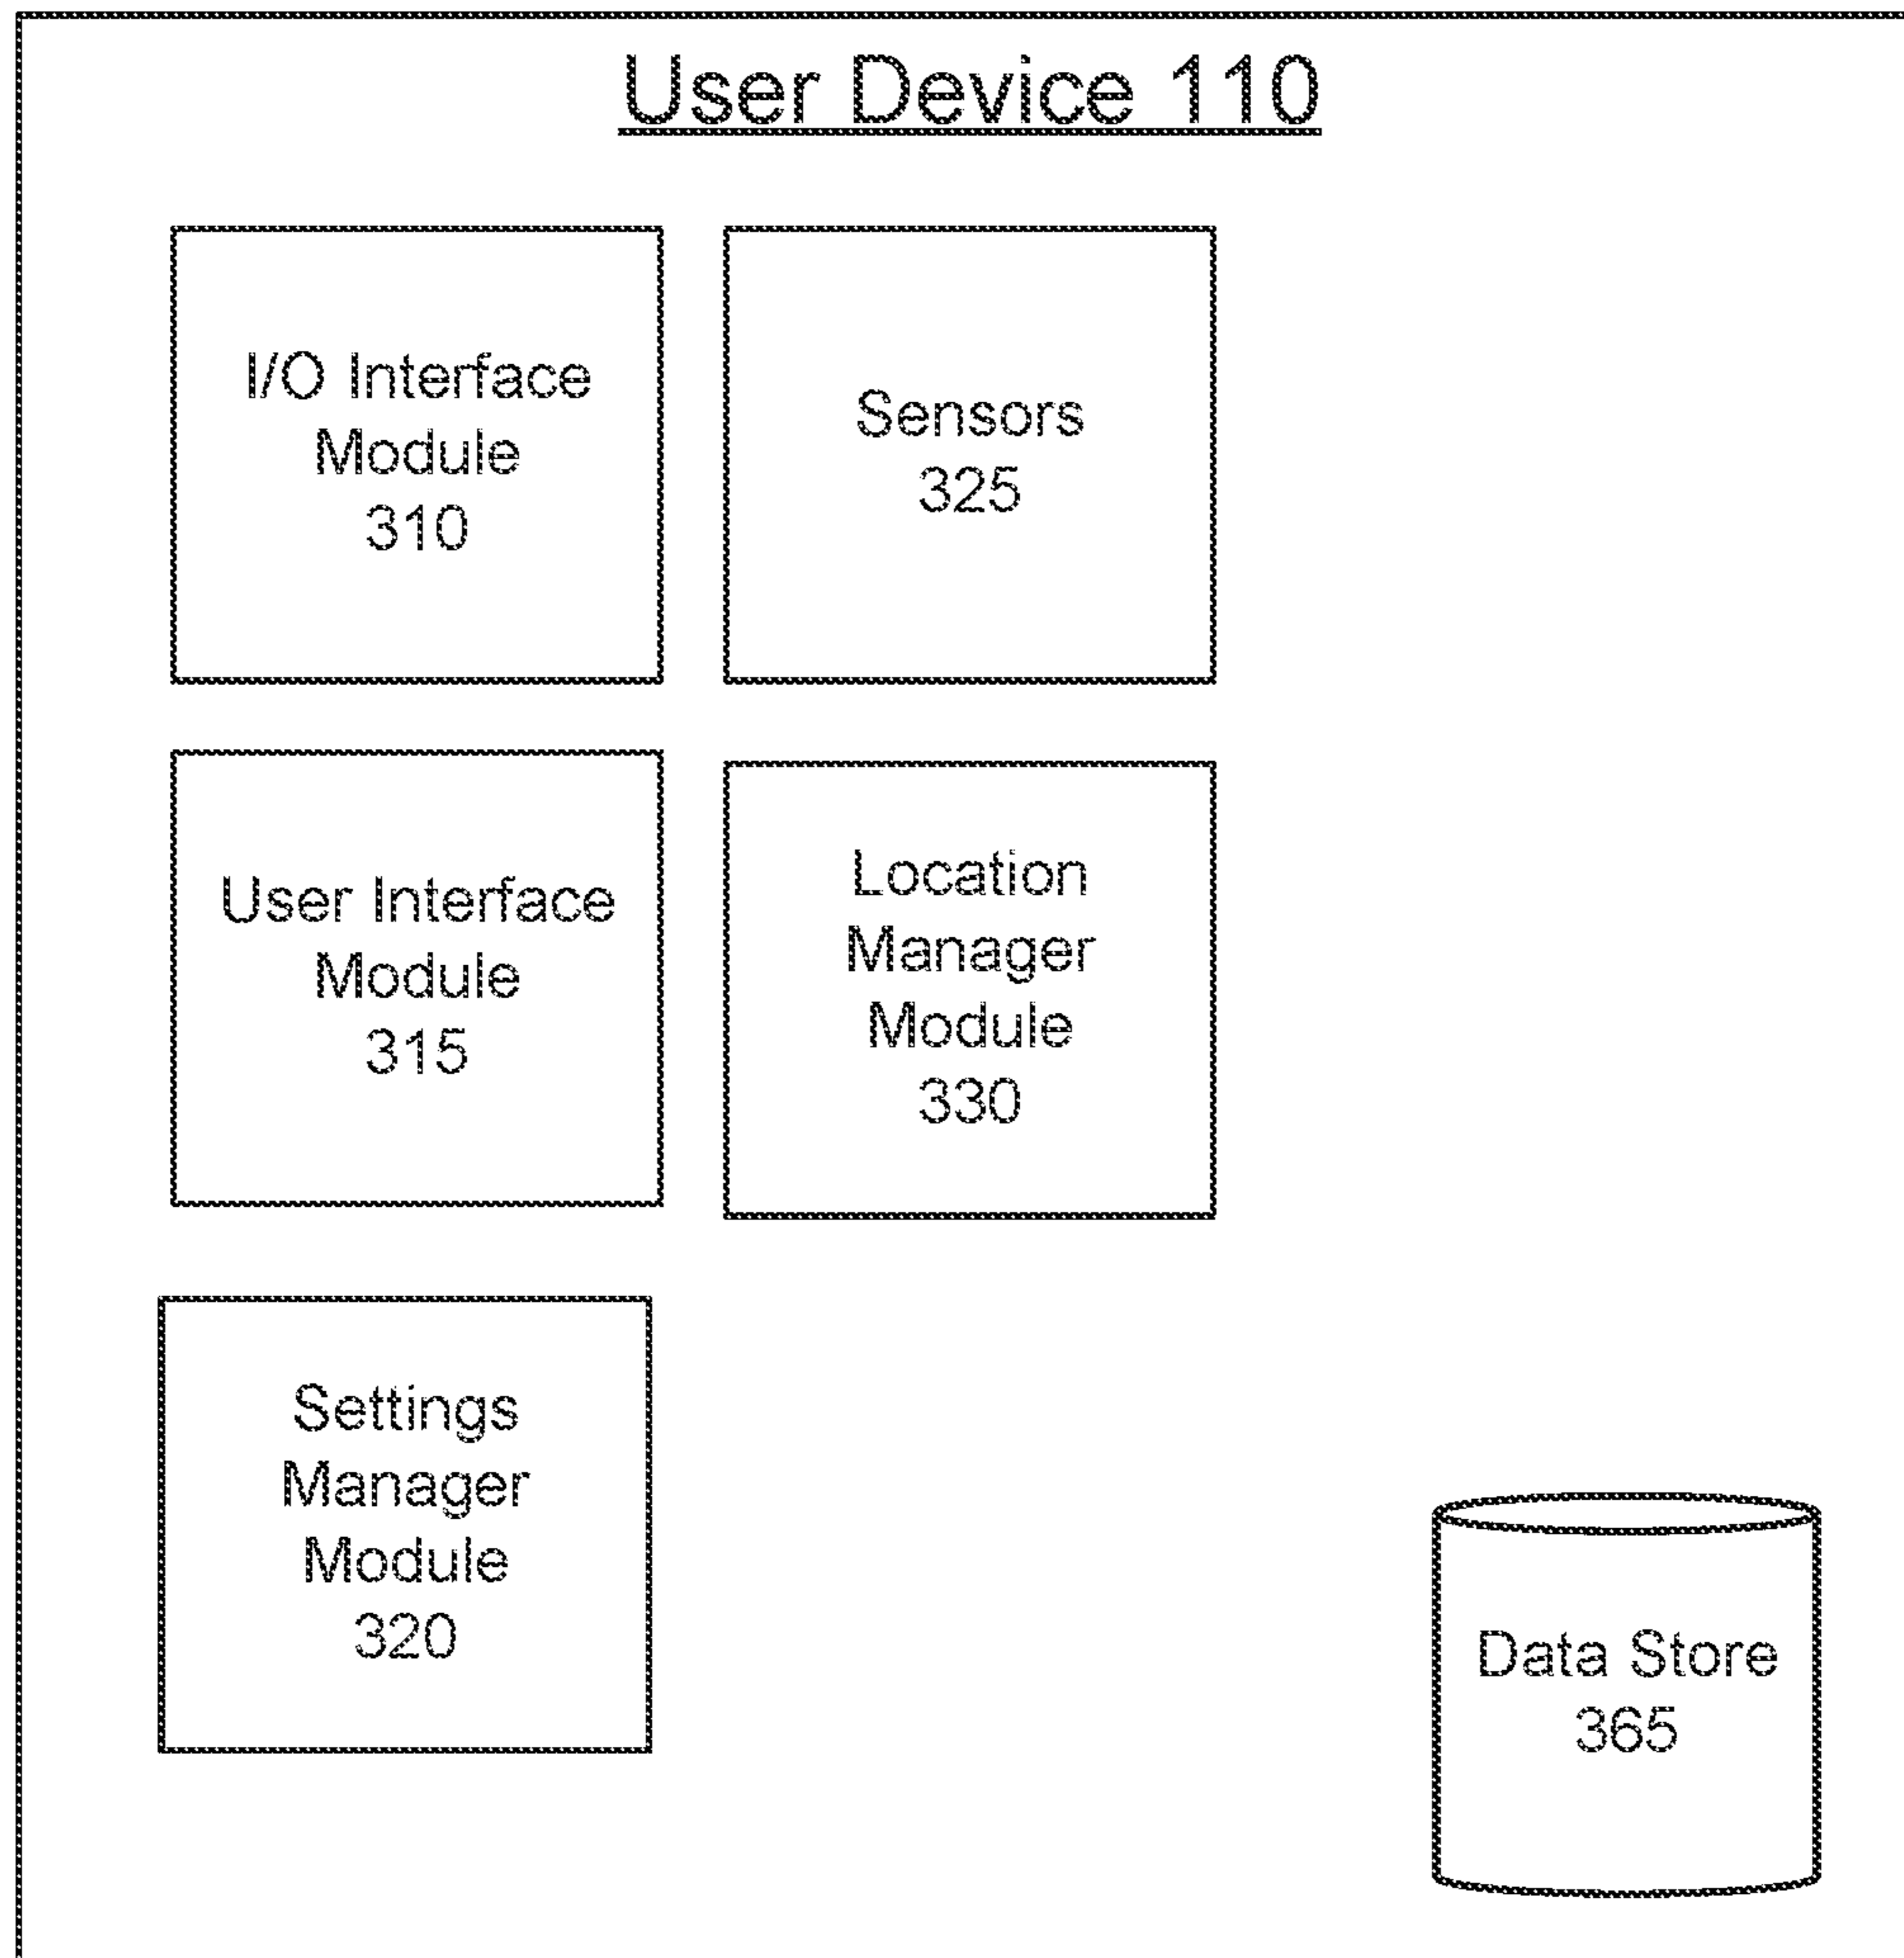 User Device 110
I/O Interface
Module
310
Sensors
325
User Interface
Module
315
Location
Manager
Module
330
Settings
Manager
Module
320
Data Store
365